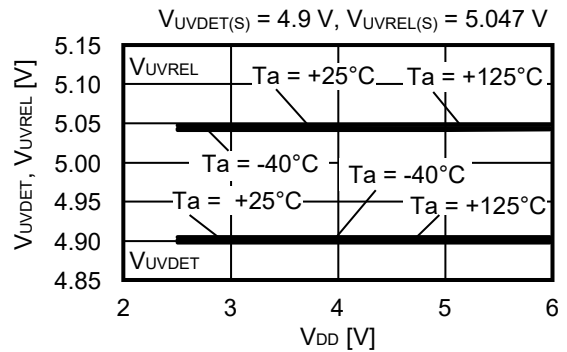 VUVDET(S) = 4.9 V, VUVREL(S) = 5.047 V
5.15
5.10
5.05
5.00
4.95
4.90
4.85
VUVDET, VUVREL [V]
VUVREL
Ta = +25°C
Ta = +125°C
Ta = -40°C
Ta = -40°C
Ta = +25°C
Ta = +125°C
VUVDET
2 3 4 5 6
VDD [V]